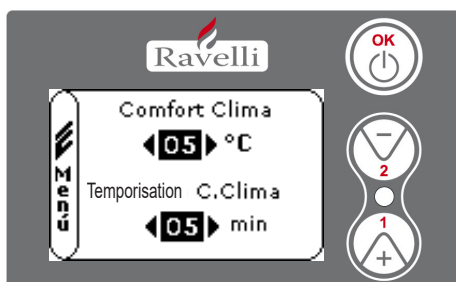 Ravelli
OK
Comfort Clima
05 °C
Menú
Temporisation C.Clima
05 min
−
2
1
+